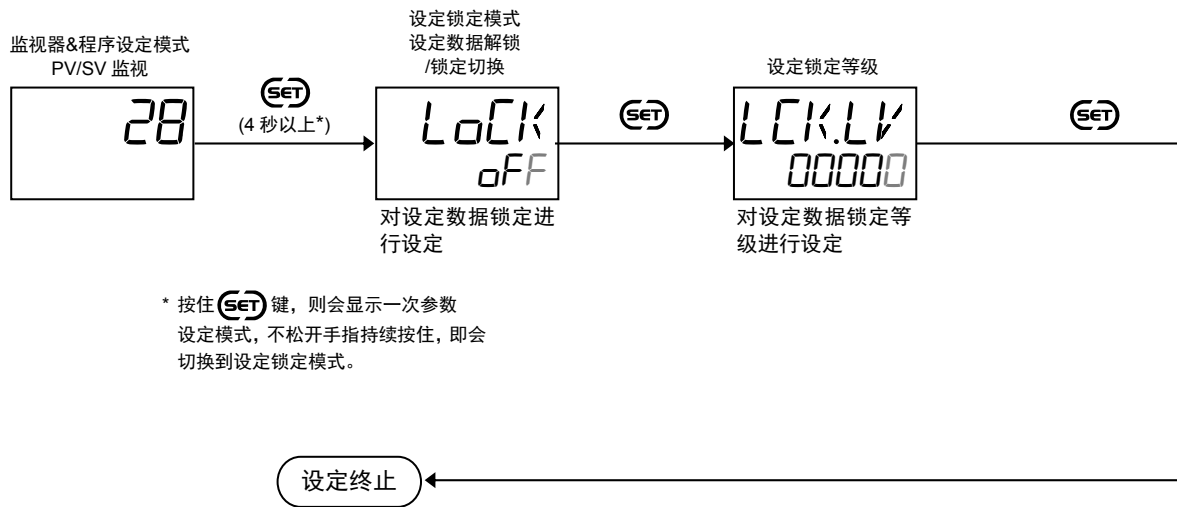 监视器&程序设定模式
PV/SV 监视
28
SET
(4 秒以上*)
设定锁定模式
设定数据解锁
/锁定切换
LoCK
oFF
对设定数据锁定进
行设定
SET
设定锁定等级
LCK.LV
00000
对设定数据锁定等
级进行设定
SET
* 按住 SET 键，则会显示一次参数
设定模式，不松开手指持续按住，即会
切换到设定锁定模式。
设定终止